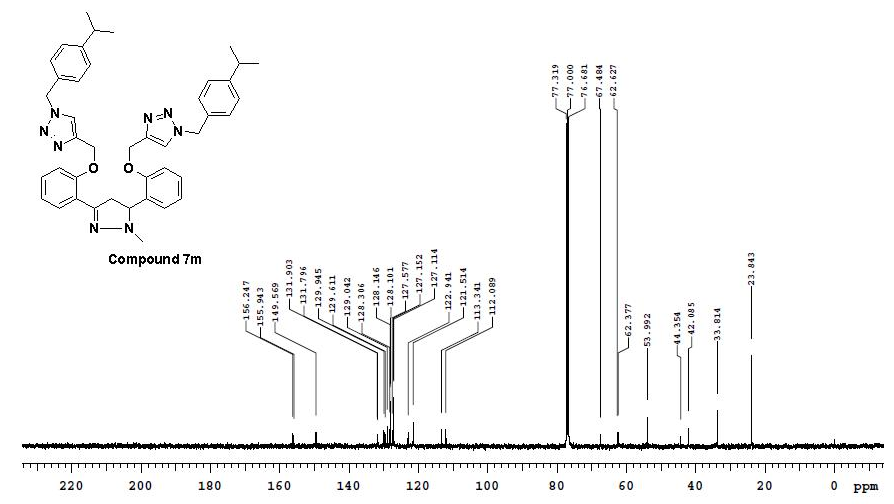 N
N
N
N
N
N
O
O
N
N
Compound 7m
156.247
155.943
149.569
131.903
131.796
129.945
129.611
129.042
128.306
128.146
128.101
127.577
127.152
127.114
122.941
121.514
113.341
112.089
77.319
77.000
76.681
67.484
62.627
62.377
53.992
44.354
42.085
33.814
23.843
220 200 180 160 140 120 100 80 60 40 20 0 ppm